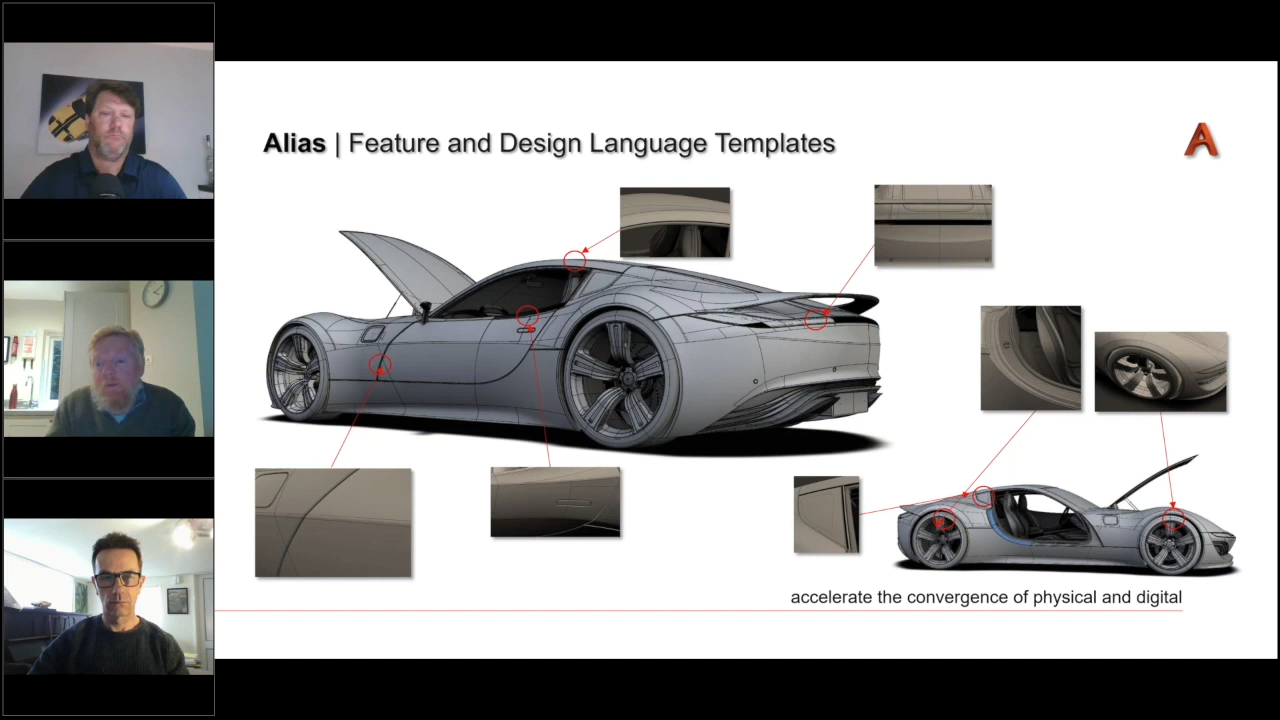 Alias | Feature and Design Language Templates
accelerate the convergence of physical and digital